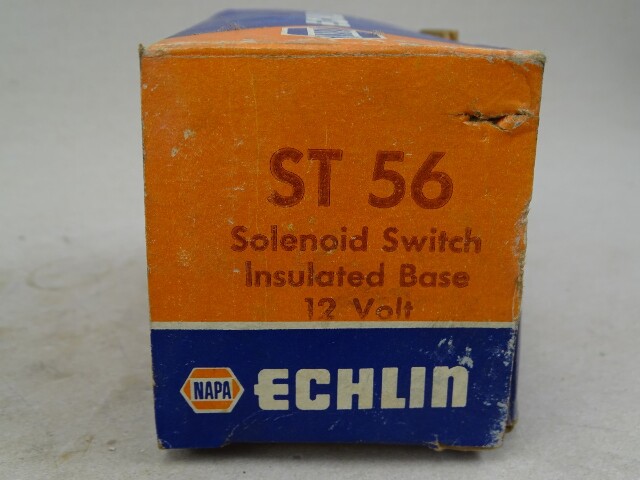 ST 56
Solenoid Switch
Insulated Base
12 Volt
NAPA ECHLIN